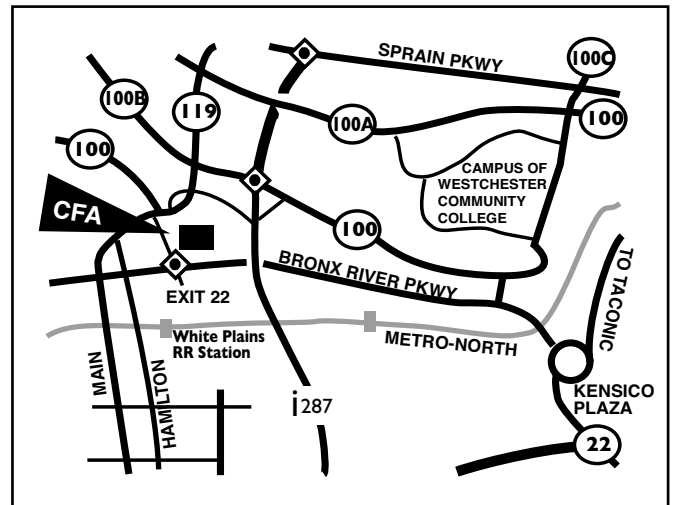 SPRAIN PKWY
100C
100B
119
100A
100
100
CAMPUS OF
WESTCHESTER
COMMUNITY
COLLEGE
CFA
100
BRONX RIVER PKWY
TO TACONIC
EXIT 22
White Plains
RR Station
METRO-NORTH
MAIN
HAMILTON
i287
KENSICO
PLAZA
22